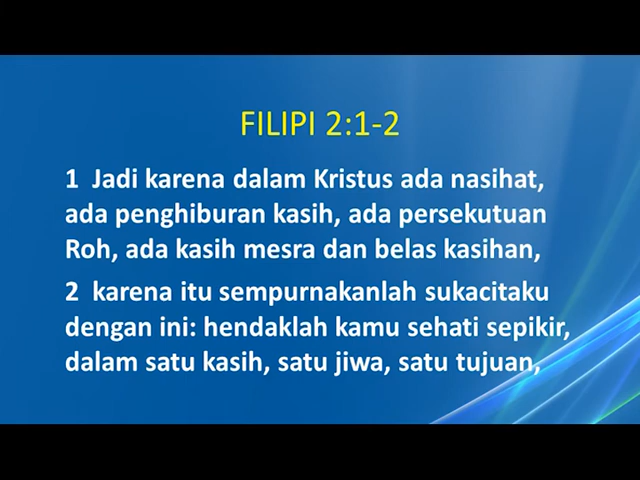 FILIPI 2:1-2
1 Jadi karena dalam Kristus ada nasihat,
ada penghiburan kasih, ada persekutuan
Roh, ada kasih mesra dan belas kasihan,
2 karena itu sempurnakanlah sukacitaku
dengan ini: hendaklah kamu sehati sepikir,
dalam satu kasih, satu jiwa, satu tujuan,